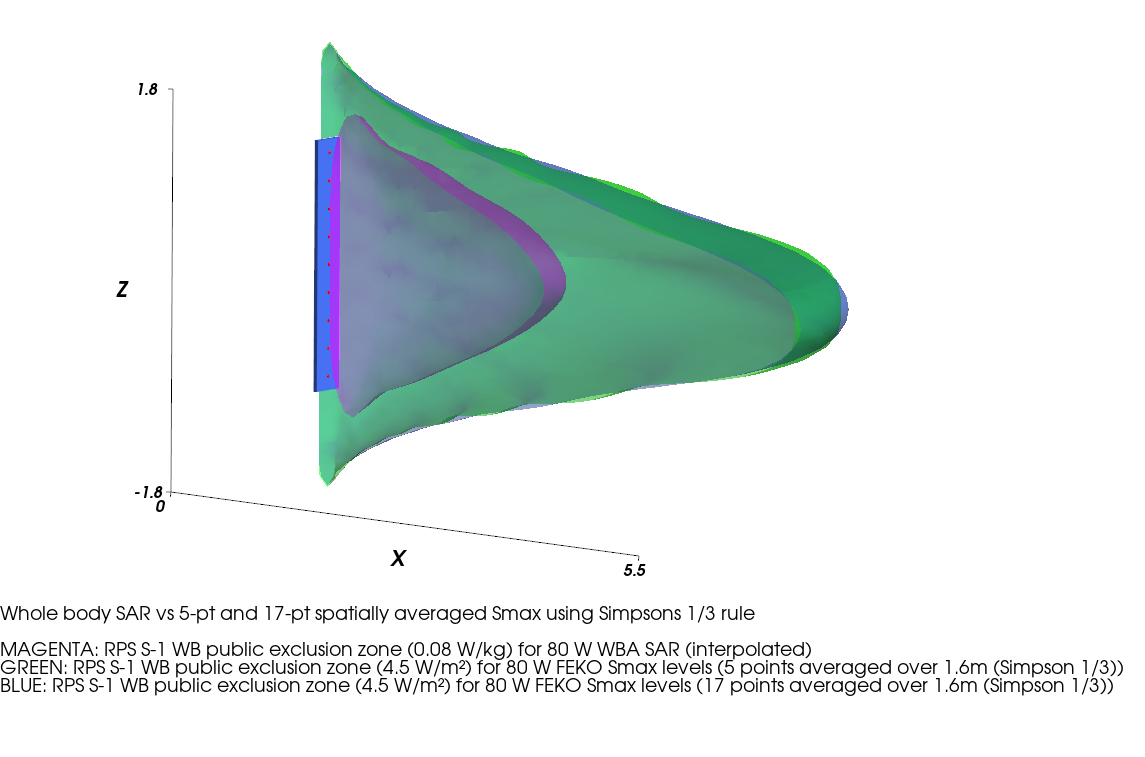 1.8
Z
-1.8
0
X
5.5
Whole body SAR vs 5-pt and 17-pt spatially averaged Smax using Simpsons 1/3 rule
MAGENTA: RPS S-1 WB public exclusion zone (0.08 W/kg) for 80 W WBA SAR (interpolated)
GREEN: RPS S-1 WB public exclusion zone (4.5 W/m²) for 80 W FEKO Smax levels (5 points averaged over 1.6m (Simpson 1/3))
BLUE: RPS S-1 WB public exclusion zone (4.5 W/m²) for 80 W FEKO Smax levels (17 points averaged over 1.6m (Simpson 1/3))